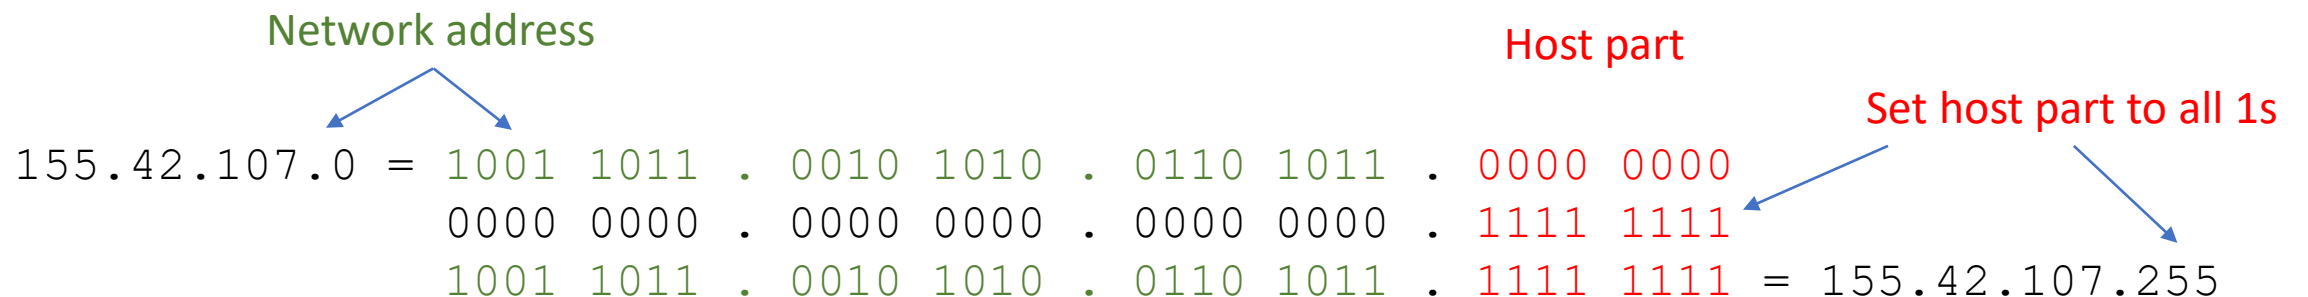 Network address
Host part
Set host part to all 1s
155.42.107.0 = 1001 1011 . 0010 1010 . 0110 1011 . 0000 0000
0000 0000 . 0000 0000 . 0000 0000 . 1111 1111
1001 1011 . 0010 1010 . 0110 1011 . 1111 1111 = 155.42.107.255